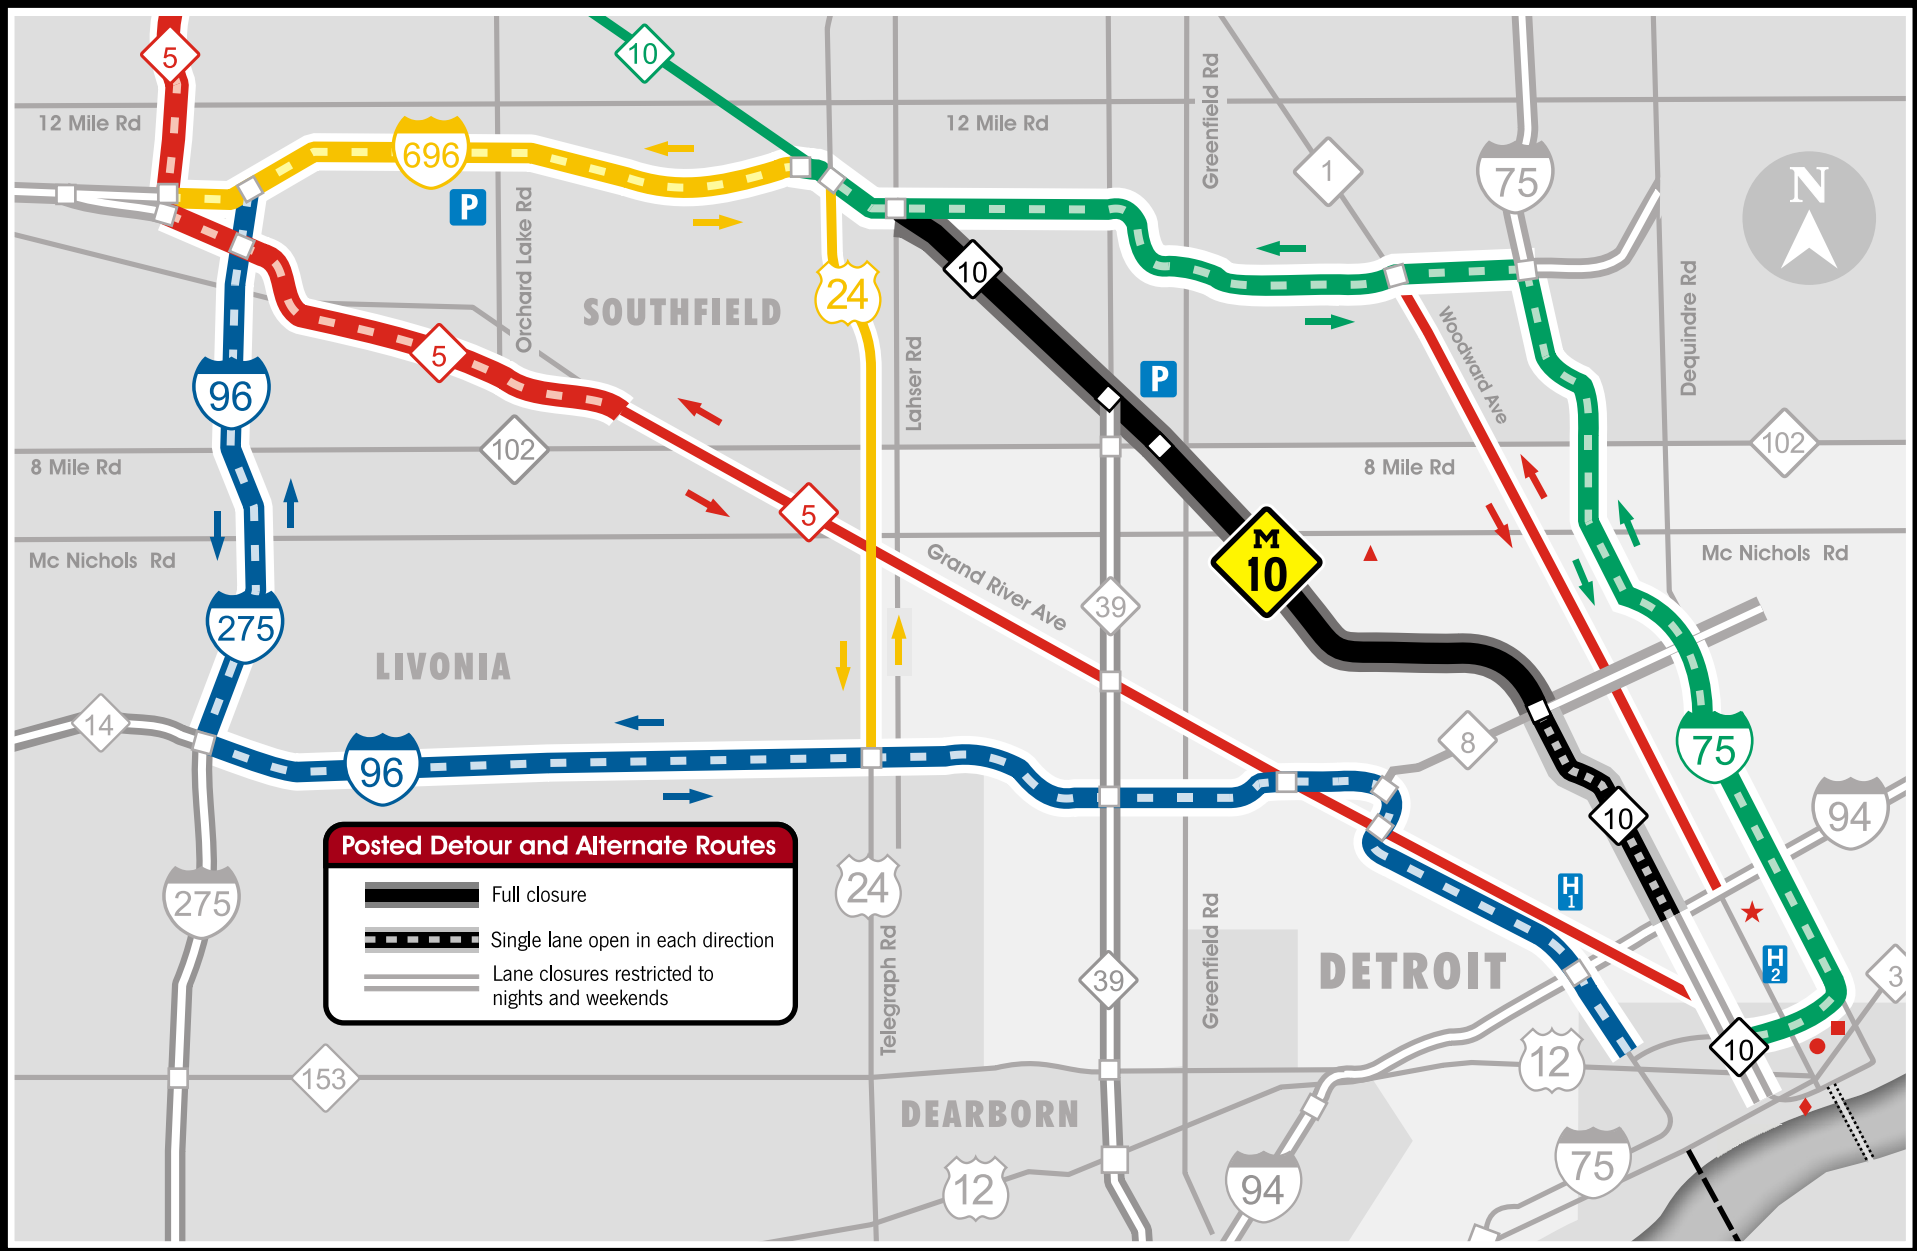 5
10
12 Mile Rd
12 Mile Rd
Greenfield Rd
696
1
75
N
P
Orchard Lake Rd
10
SOUTHFIELD
24
Lahser Rd
Woodward Ave
Dequindre Rd
5
P
96
102
102
8 Mile Rd
8 Mile Rd
5
Mc Nichols Rd
Mc Nichols Rd
M
10
Grand River Ave
39
275
LIVONIA
14
8
75
96
10
94
Posted Detour and Alternate Routes
Full closure
Single lane open in each direction
Lane closures restricted to
nights and weekends
24
275
H
1
Telegraph Rd
Greenfield Rd
39
DETROIT
H
2
3
10
12
153
DEARBORN
12
94
75